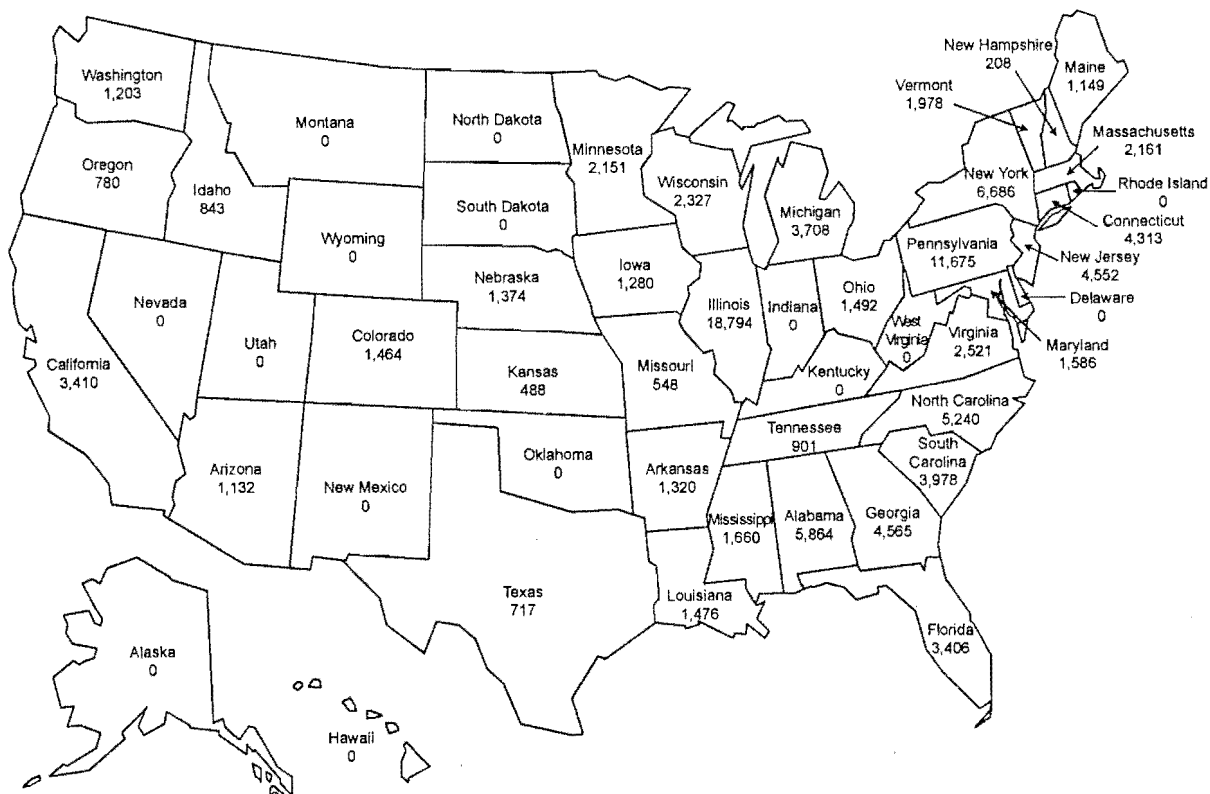 Washington
1,203
Oregon
780
Idaho
843
Montana
0
Wyoming
0
North Dakota
0
South Dakota
0
Nebraska
1,374
Minnesota
2,151
Wisconsin
2,327
Michigan
3,708
Iowa
1,280
Illinois
18,794
Indiana
0
Ohio
1,492
Pennsylvania
11,675
New York
6,686
Vermont
1,978
New Hampshire
208
Maine
1,149
Massachusetts
2,161
Rhode Island
0
Connecticut
4,313
New Jersey
4,552
Delaware
0
Maryland
1,586
West
Virginia
0
Virginia
2,521
Kentucky
0
California
3,410
Nevada
0
Utah
0
Colorado
1,464
Kansas
488
Missouri
548
Tennessee
901
North Carolina
5,240
South
Carolina
3,978
Arizona
1,132
New Mexico
0
Oklahoma
0
Arkansas
1,320
Mississippi
1,660
Alabama
5,864
Georgia
4,565
Texas
717
Louisiana
1,476
Florida
3,406
Alaska
0
Hawaii
0